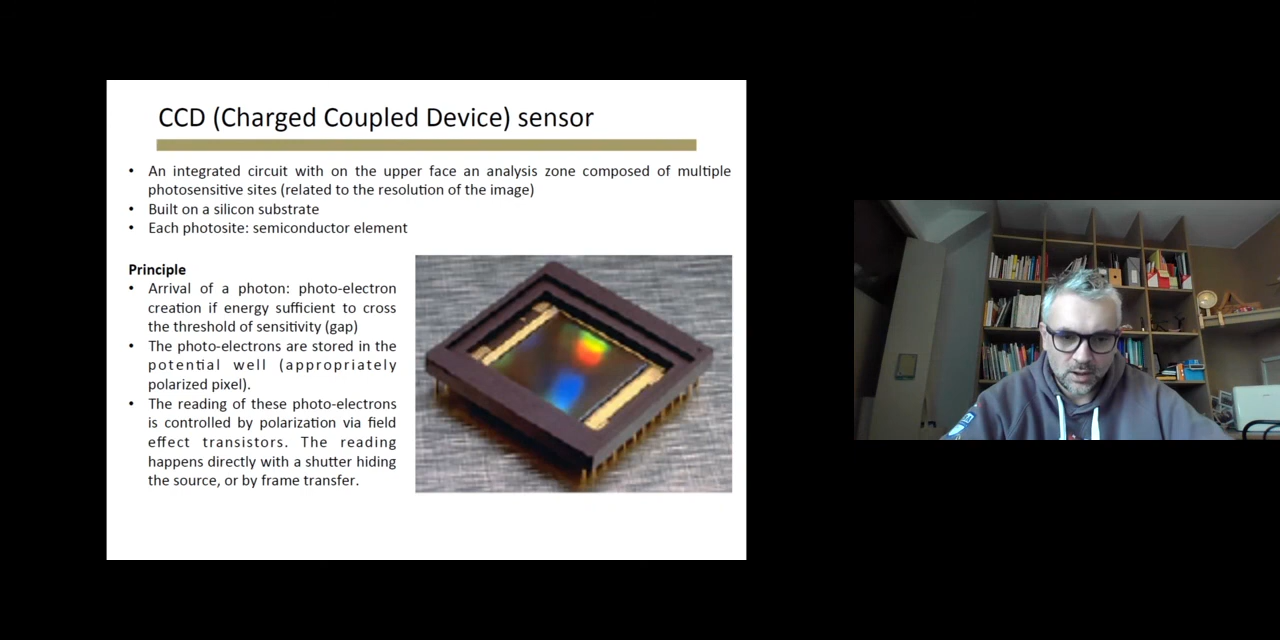 CCD (Charged Coupled Device) sensor
• An integrated circuit with on the upper face an analysis zone composed of multiple
photosensitive sites (related to the resolution of the image)
• Built on a silicon substrate
• Each photosite: semiconductor element
Principle
• Arrival of a photon: photo-electron
creation if energy sufficient to cross
the threshold of sensitivity (gap)
• The photo-electrons are stored in the
potential well (appropriately
polarized pixel).
• The reading of these photo-electrons
is controlled by polarization via field
effect transistors. The reading
happens directly with a shutter hiding
the source, or by frame transfer.